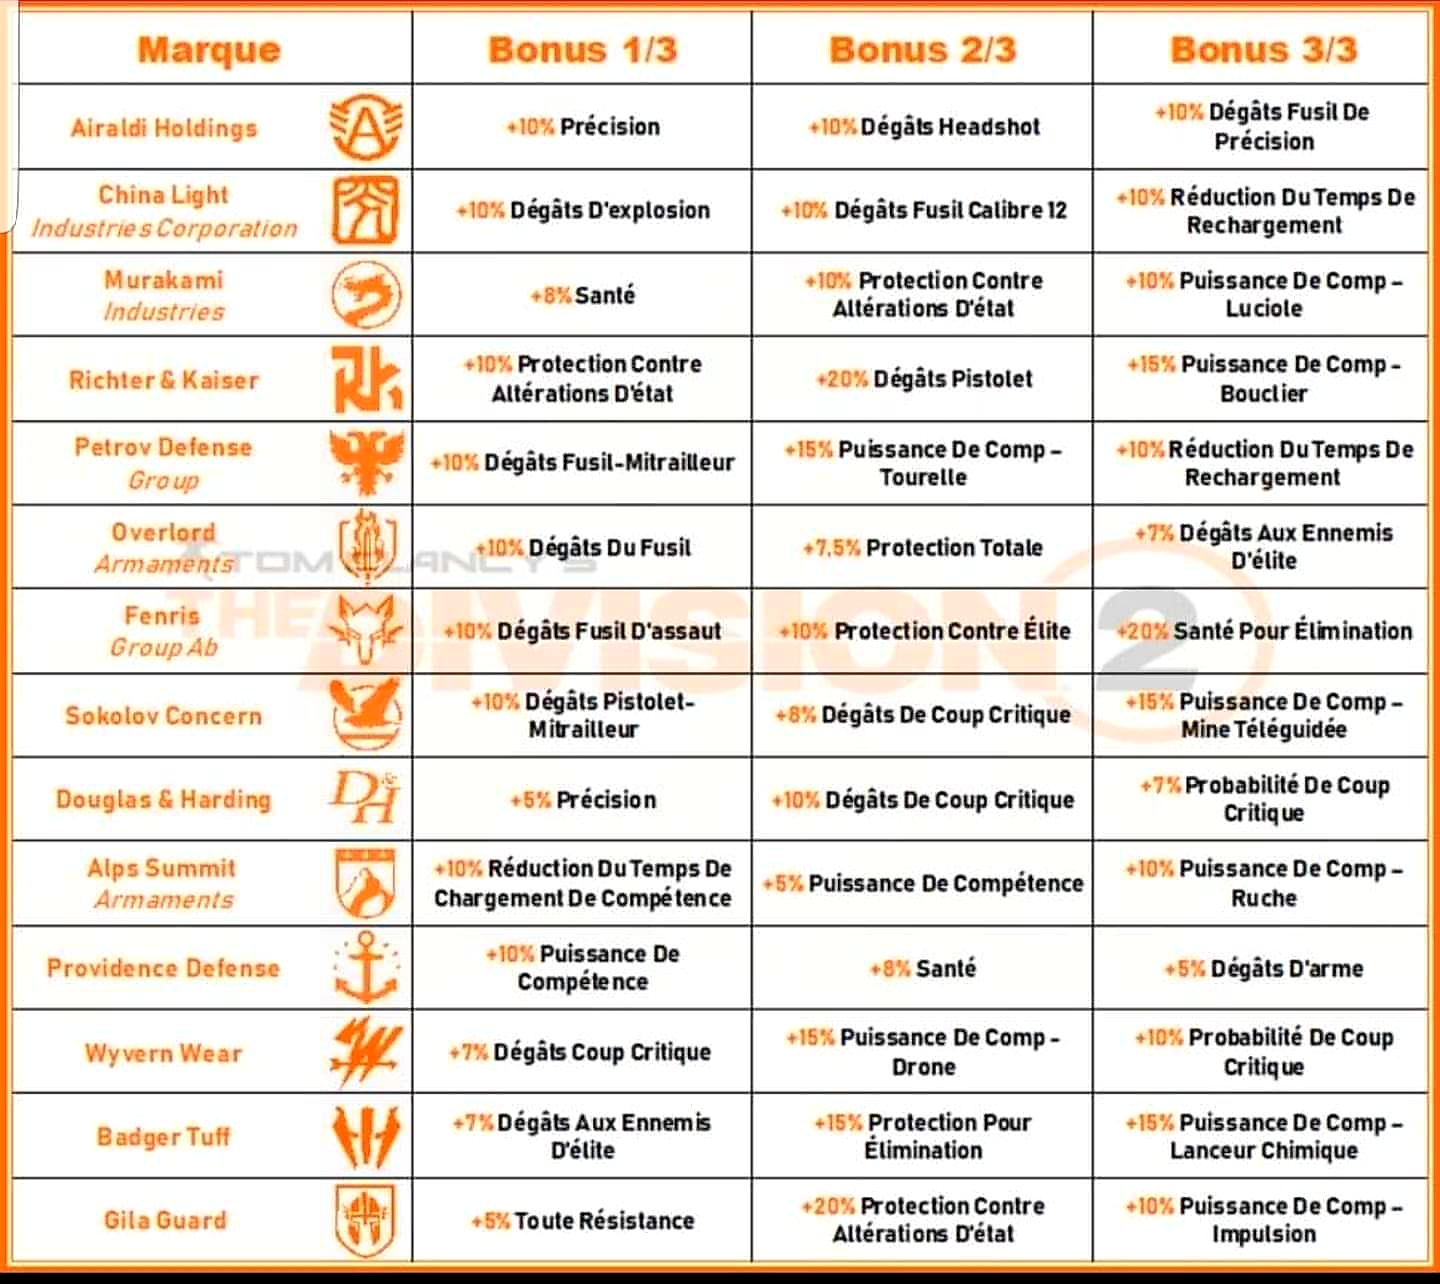 Marque Bonus 1/3 Bonus 2/3 Bonus 3/3
Airaldi Holdings
+10% Précision
+10% Dégâts Headshot
+10% Dégâts Fusil De
Précision
China Light
Industries Corporation
+10% Dégâts D'explosion
+10% Dégâts Fusil Calibre 12
+10% Réduction Du Temps De
Rechargement
Murakami
Industries
+8% Santé
+10% Protection Contre
Altérations D'état
+10% Puissance De Comp –
Luciole
Richter & Kaiser
+10% Protection Contre
Altérations D'état
+20% Dégâts Pistolet
+15% Puissance De Comp -
Bouclier
Petrov Defense
Group
+10% Dégâts Fusil-Mitrailleur
+15% Puissance De Comp –
Tourelle
+10% Réduction Du Temps De
Rechargement
Overlord
Armaments
+10% Dégâts Du Fusil
+7,5% Protection Totale
+7% Dégâts Aux Ennemis
D'élite
TOM CLANCY'S
THE DIVISION 2
Fenris
Group Ab
+10% Dégâts Fusil D'assaut
+10% Protection Contre Élite
+20% Santé Pour Élimination
Sokolov Concern
+10% Dégâts Pistolet-
Mitrailleur
+8% Dégâts De Coup Critique
+15% Puissance De Comp –
Mine Téléguidée
Douglas & Harding
D&H
+5% Précision
+10% Dégâts De Coup Critique
+7% Probabilité De Coup
Critique
Alps Summit
Armaments
+10% Réduction Du Temps De
Chargement De Compétence
+5% Puissance De Compétence
+10% Puissance De Comp –
Ruche
Providence Defense
+10% Puissance De
Compétence
+8% Santé
+5% Dégâts D'arme
Wyvern Wear
+7% Dégâts Coup Critique
+15% Puissance De Comp -
Drone
+10% Probabilité De Coup
Critique
Badger Tuff
+7% Dégâts Aux Ennemis
D'élite
+15% Protection Pour
Élimination
+15% Puissance De Comp –
Lanceur Chimique
Gila Guard
+5% Toute Résistance
+20% Protection Contre
Altérations D'état
+10% Puissance De Comp –
Impulsion